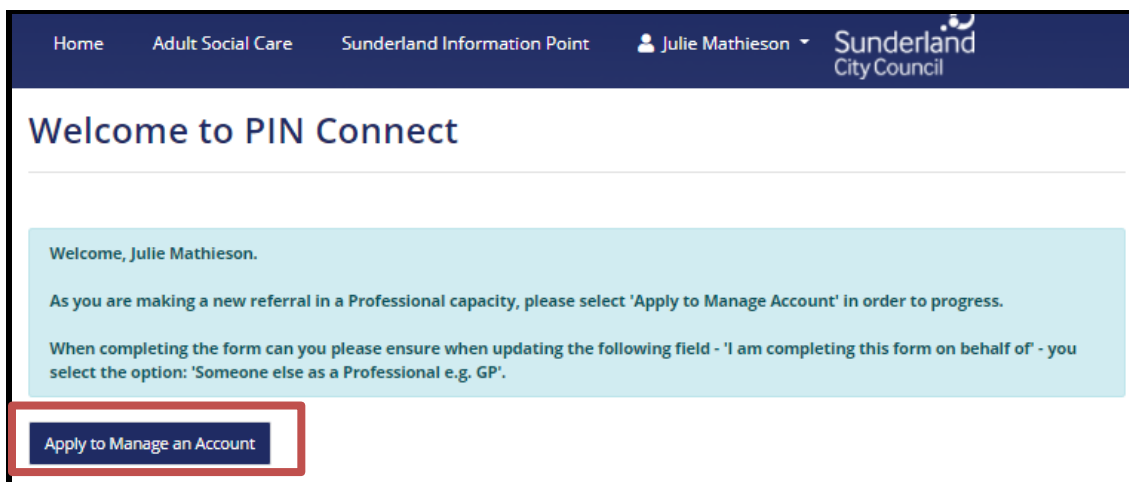 Home Adult Social Care Sunderland Information Point Julie Mathieson Sunderland
City Council
Welcome to PIN Connect
Welcome, Julie Mathieson.
As you are making a new referral in a Professional capacity, please select 'Apply to Manage Account' in order to progress.
When completing the form can you please ensure when updating the following field - 'I am completing this form on behalf of' - you
select the option: 'Someone else as a Professional e.g. GP'.
Apply to Manage an Account